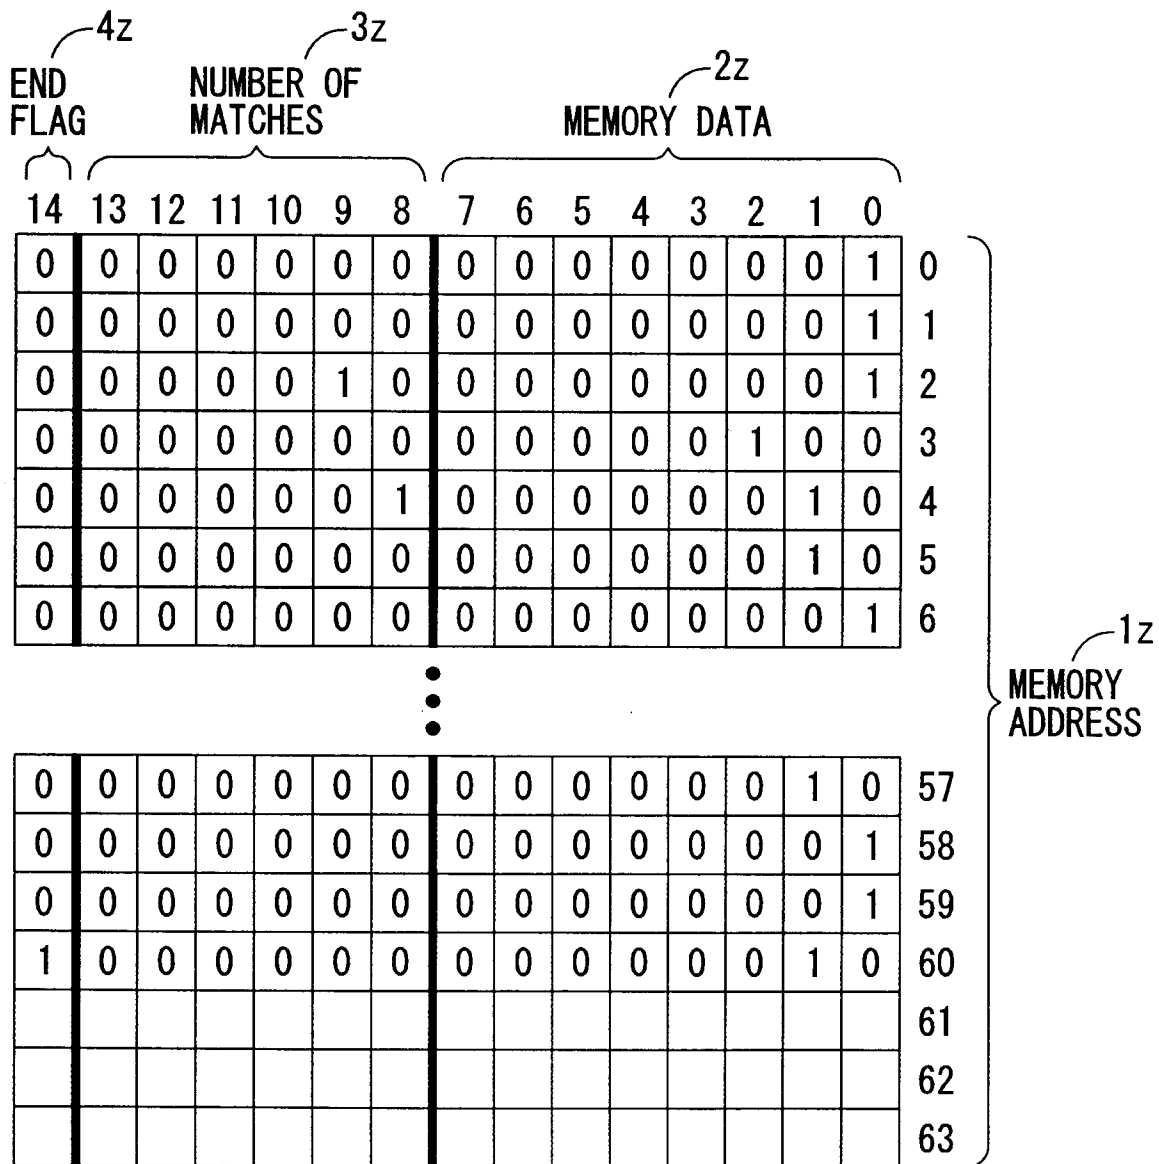 4z
3z
2z
END
FLAG
NUMBER OF
MATCHES
MEMORY DATA
14 13 12 11 10 9 8 7 6 5 4 3 2 1 0
0 0 0 0 0 0 0 0 0 0 0 0 0 0 1 0
0 0 0 0 0 0 0 0 0 0 0 0 0 0 1 1
0 0 0 0 0 1 0 0 0 0 0 0 0 0 1 2
0 0 0 0 0 0 0 0 0 0 0 0 1 0 0 3
0 0 0 0 0 0 1 0 0 0 0 0 0 1 0 4
0 0 0 0 0 0 0 0 0 0 0 0 0 1 0 5
0 0 0 0 0 0 0 0 0 0 0 0 0 0 1 6
1z
MEMORY
ADDRESS
0 0 0 0 0 0 0 0 0 0 0 0 0 1 0 57
0 0 0 0 0 0 0 0 0 0 0 0 0 0 1 58
0 0 0 0 0 0 0 0 0 0 0 0 0 0 1 59
1 0 0 0 0 0 0 0 0 0 0 0 0 1 0 60
61
62
63